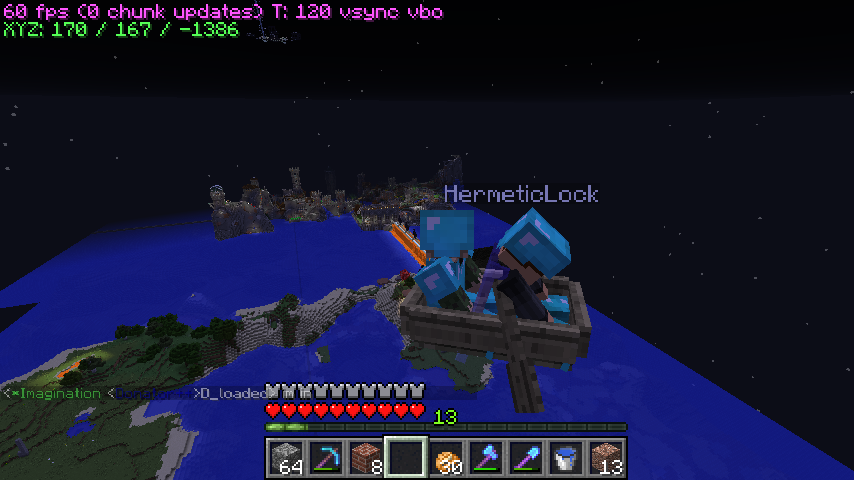 60 fps (0 chunk updates) T: 120 vsync vbo
XYZ: 170 / 167 / -1386
HermeticLock
<*Imagination < >D_loaded> m
13
64 8 30 13